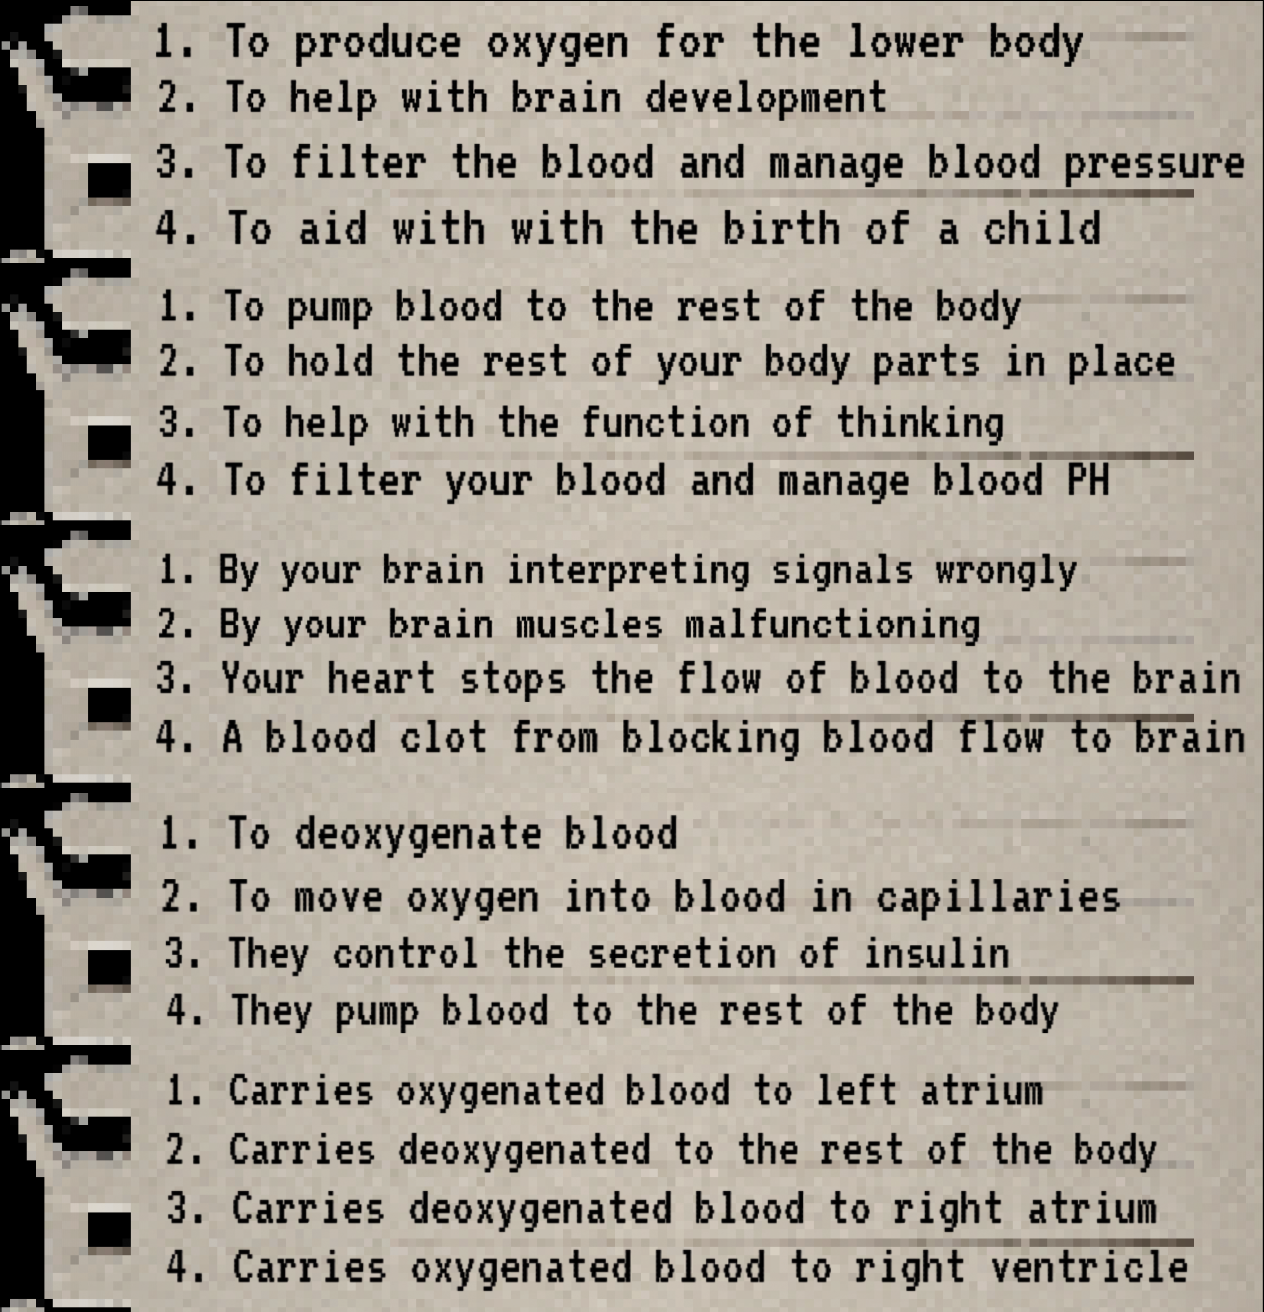 1. To produce oxygen for the lower body
2. To help with brain development
3. To filter the blood and manage blood pressure
4. To aid with with the birth of a child
1. To pump blood to the rest of the body
2. To hold the rest of your body parts in place
3. To help with the function of thinking
4. To filter your blood and manage blood PH
1. By your brain interpreting signals wrongly
2. By your brain muscles malfunctioning
3. Your heart stops the flow of blood to the brain
4. A blood clot from blocking blood flow to brain
1. To deoxygenate blood
2. To move oxygen into blood in capillaries
3. They control the secretion of insulin
4. They pump blood to the rest of the body
1. Carries oxygenated blood to left atrium
2. Carries deoxygenated to the rest of the body
3. Carries deoxygenated blood to right atrium
4. Carries oxygenated blood to right ventricle